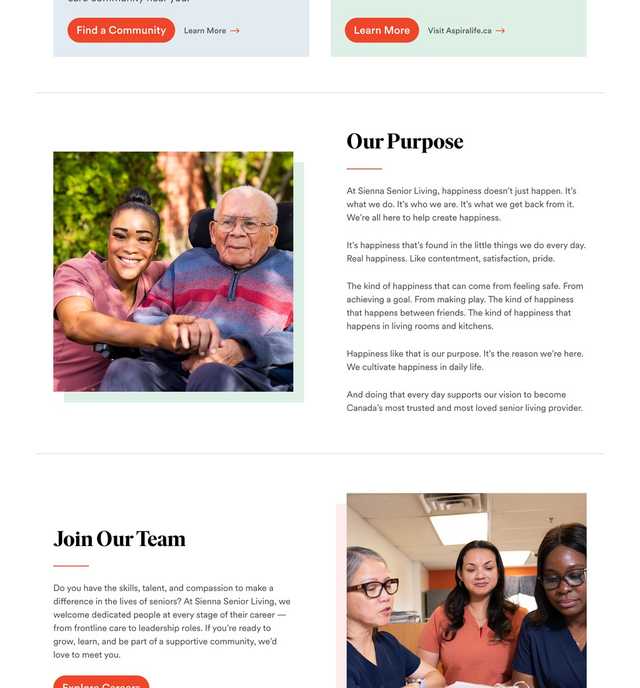 care community near you.
Find a Community
Learn More
Learn More
Visit Aspiralife.ca
Our Purpose
At Sienna Senior Living, happiness doesn't just happen. It's
what we do. It's who we are. It's what we get back from it.
We're all here to help create happiness.
It's happiness that's found in the little things we do every day.
Real happiness. Like contentment, satisfaction, pride.
The kind of happiness that can come from feeling safe. From
achieving a goal. From making play. The kind of happiness
that happens between friends. The kind of happiness that
happens in living rooms and kitchens.
Happiness like that is our purpose. It's the reason we're here.
We cultivate happiness in daily life.
And doing that every day supports our vision to become
Canada's most trusted and most loved senior living provider.
Join Our Team
Do you have the skills, talent, and compassion to make a
difference in the lives of seniors? At Sienna Senior Living, we
welcome dedicated people at every stage of their career —
from frontline care to leadership roles. If you're ready to
grow, learn, and be part of a supportive community, we'd
love to meet you.
Explore Careers